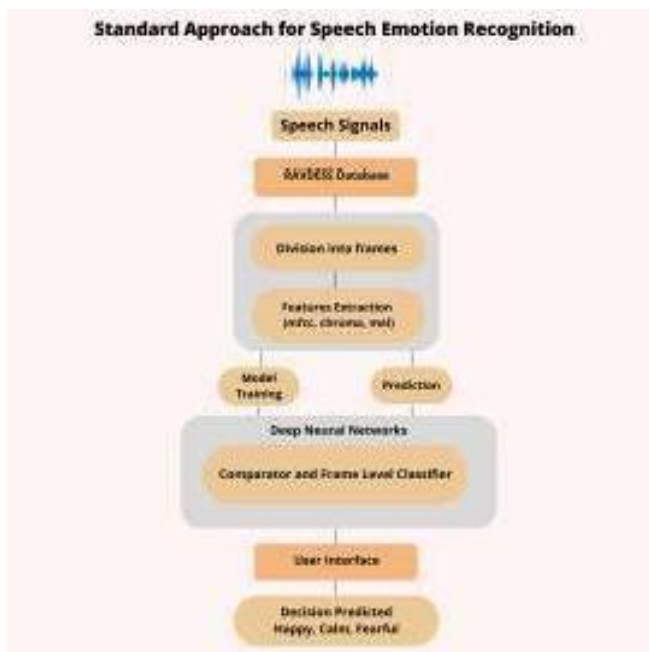 Standard Approach for Speech Emotion Recognition
Speech Signals
RAVDESS Database
Division into frames
Features Extraction
(mfcc, chroma, mel)
Model
Training
Prediction
Deep Neural Networks
Comparator and Frame Level Classifier
User Interface
Decision Predicted
Happy, Calm, Fearful